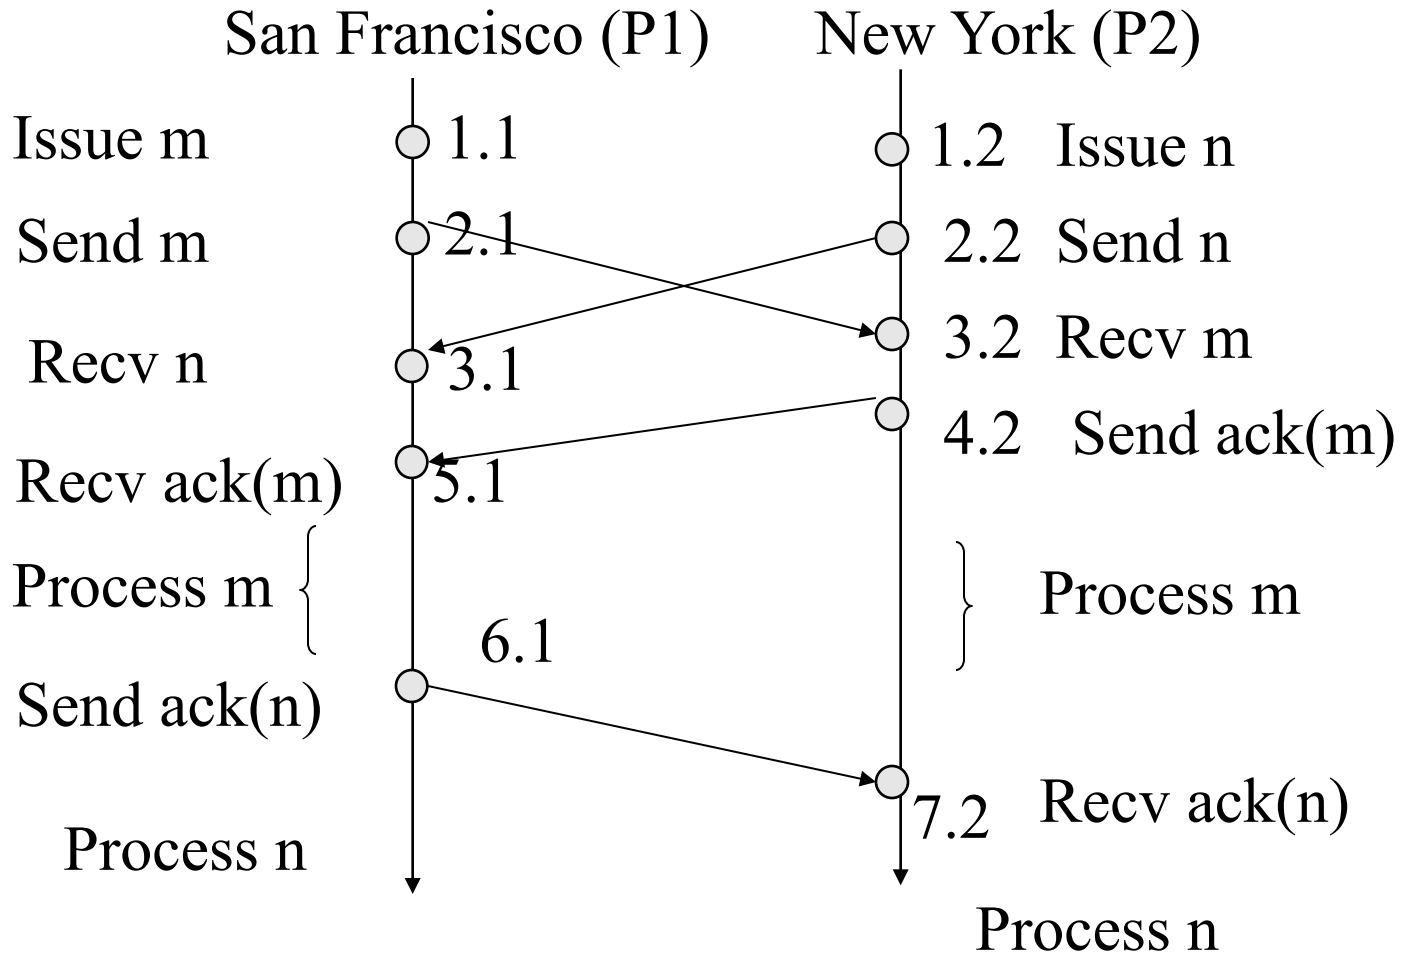 San Francisco (P1) New York (P2)
Issue m 1.1 1.2 Issue n
Send m 2.1 2.2 Send n
3.2 Recv m
Recv n 3.1
4.2 Send ack(m)
Recv ack(m) 5.1
Process m Process m
6.1
Send ack(n)
7.2 Recv ack(n)
Process n
Process n